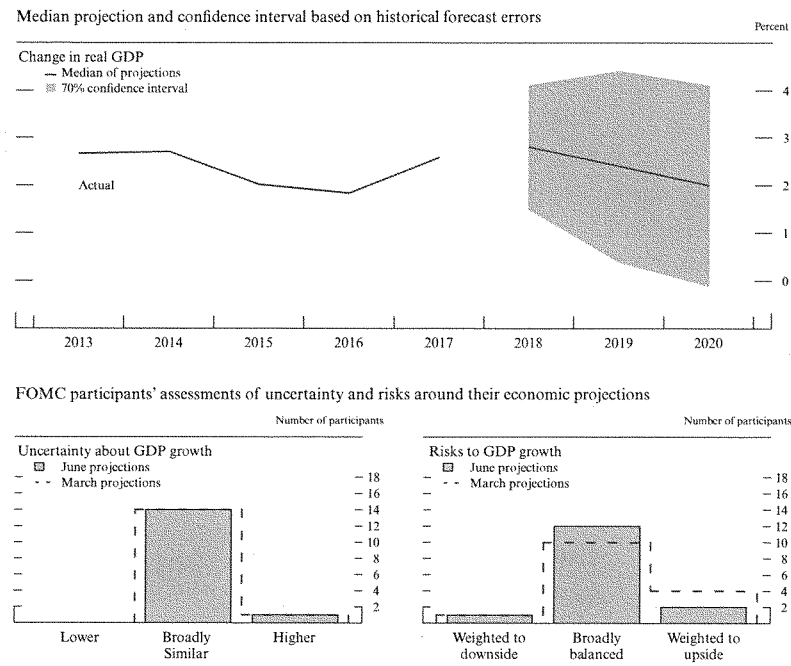 Median projection and confidence interval based on historical forecast errors
Percent
Change in real GDP
Median of projections
70% confidence interval
4
3
2
1
0
Actual
2013 2014 2015 2016 2017 2018 2019 2020
FOMC participants' assessments of uncertainty and risks around their economic projections
Number of participants
Uncertainty about GDP growth
June projections
March projections
18
16
14
12
10
8
6
4
2
Lower Broadly Similar Higher
Number of participants
Risks to GDP growth
June projections
March projections
18
16
14
12
10
8
6
4
2
Weighted to downside Broadly balanced Weighted to upside